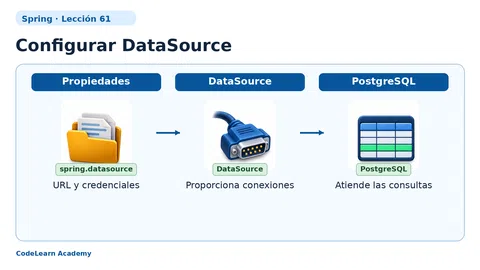 Spring · Lección 61
Configurar DataSource
Propiedades
DataSource
PostgreSQL
spring.datasource
DataSource
PostgreSQL
URL y credenciales
Proporciona conexiones
Atiende las consultas
CodeLearn Academy